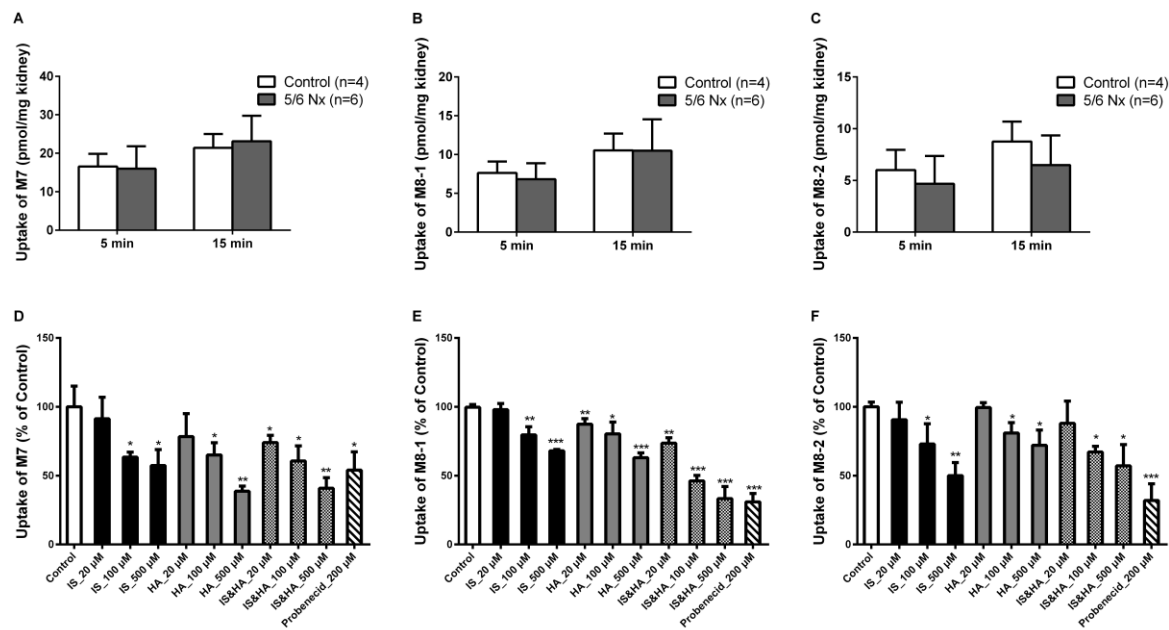 A
Uptake of M7 (pmol/mg kidney)
40
30
20
10
0
5 min
15 min
Control (n=4)
5/6 Nx (n=6)
B
Uptake of M8-1 (pmol/mg kidney)
20
15
10
5
0
5 min
15 min
Control (n=4)
5/6 Nx (n=6)
C
Uptake of M8-2 (pmol/mg kidney)
15
10
5
0
5 min
15 min
Control (n=4)
5/6 Nx (n=6)
D
Uptake of M7 (% of Control)
150
100
50
0
* * * ** * * ** *
Control
IS_20 µM
IS_100 µM
IS_500 µM
HA_20 µM
HA_100 µM
HA_500 µM
IS&HA_20 µM
IS&HA_100 µM
IS&HA_500 µM
Probenecid_200 µM
E
Uptake of M8-1 (% of Control)
150
100
50
0
** *** ** * *** ** *** *** ***
Control
IS_20 µM
IS_100 µM
IS_500 µM
HA_20 µM
HA_100 µM
HA_500 µM
IS&HA_20 µM
IS&HA_100 µM
IS&HA_500 µM
Probenecid_200 µM
F
Uptake of M8-2 (% of Control)
150
100
50
0
* ** * * * * ***
Control
IS_20 µM
IS_100 µM
IS_500 µM
HA_20 µM
HA_100 µM
HA_500 µM
IS&HA_20 µM
IS&HA_100 µM
IS&HA_500 µM
Probenecid_200 µM